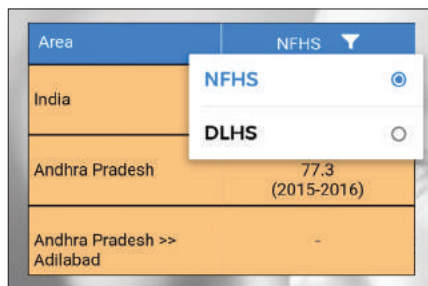 Area NFHS
NFHS
India
DLHS
Andhra Pradesh 77.3
(2015-2016)
Andhra Pradesh >> -
Adilabad